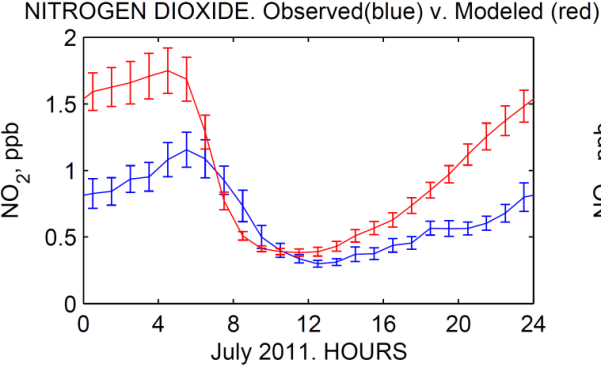 NITROGEN DIOXIDE. Observed(blue) v. Modeled (red)
2
1.5
1
0.5
0
NO2, ppb
0 4 8 12 16 20 24
July 2011. HOURS